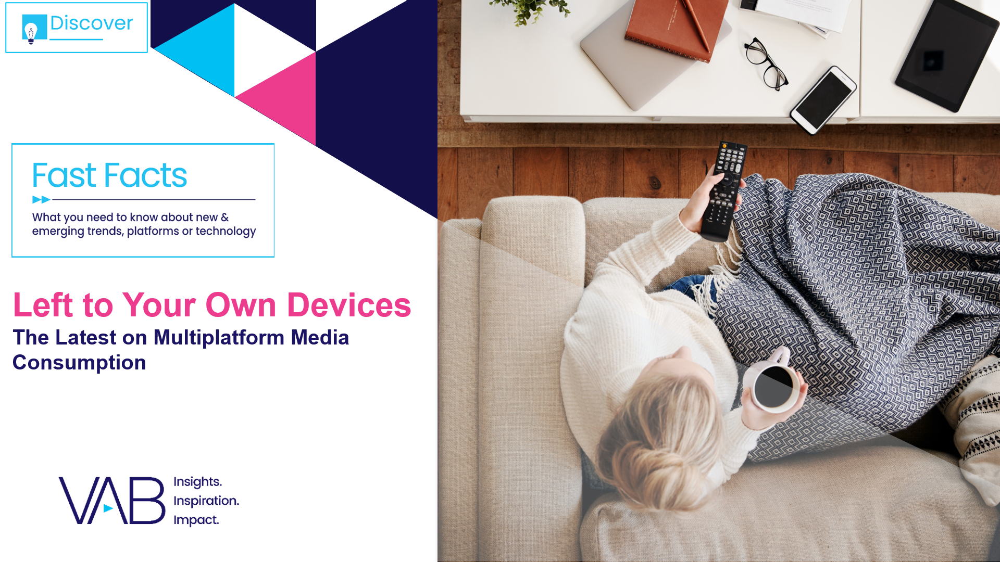 Discover
Fast Facts
What you need to know about new &
emerging trends, platforms or technology
Left to Your Own Devices
The Latest on Multiplatform Media
Consumption
VAB
Insights.
Inspiration.
Impact.